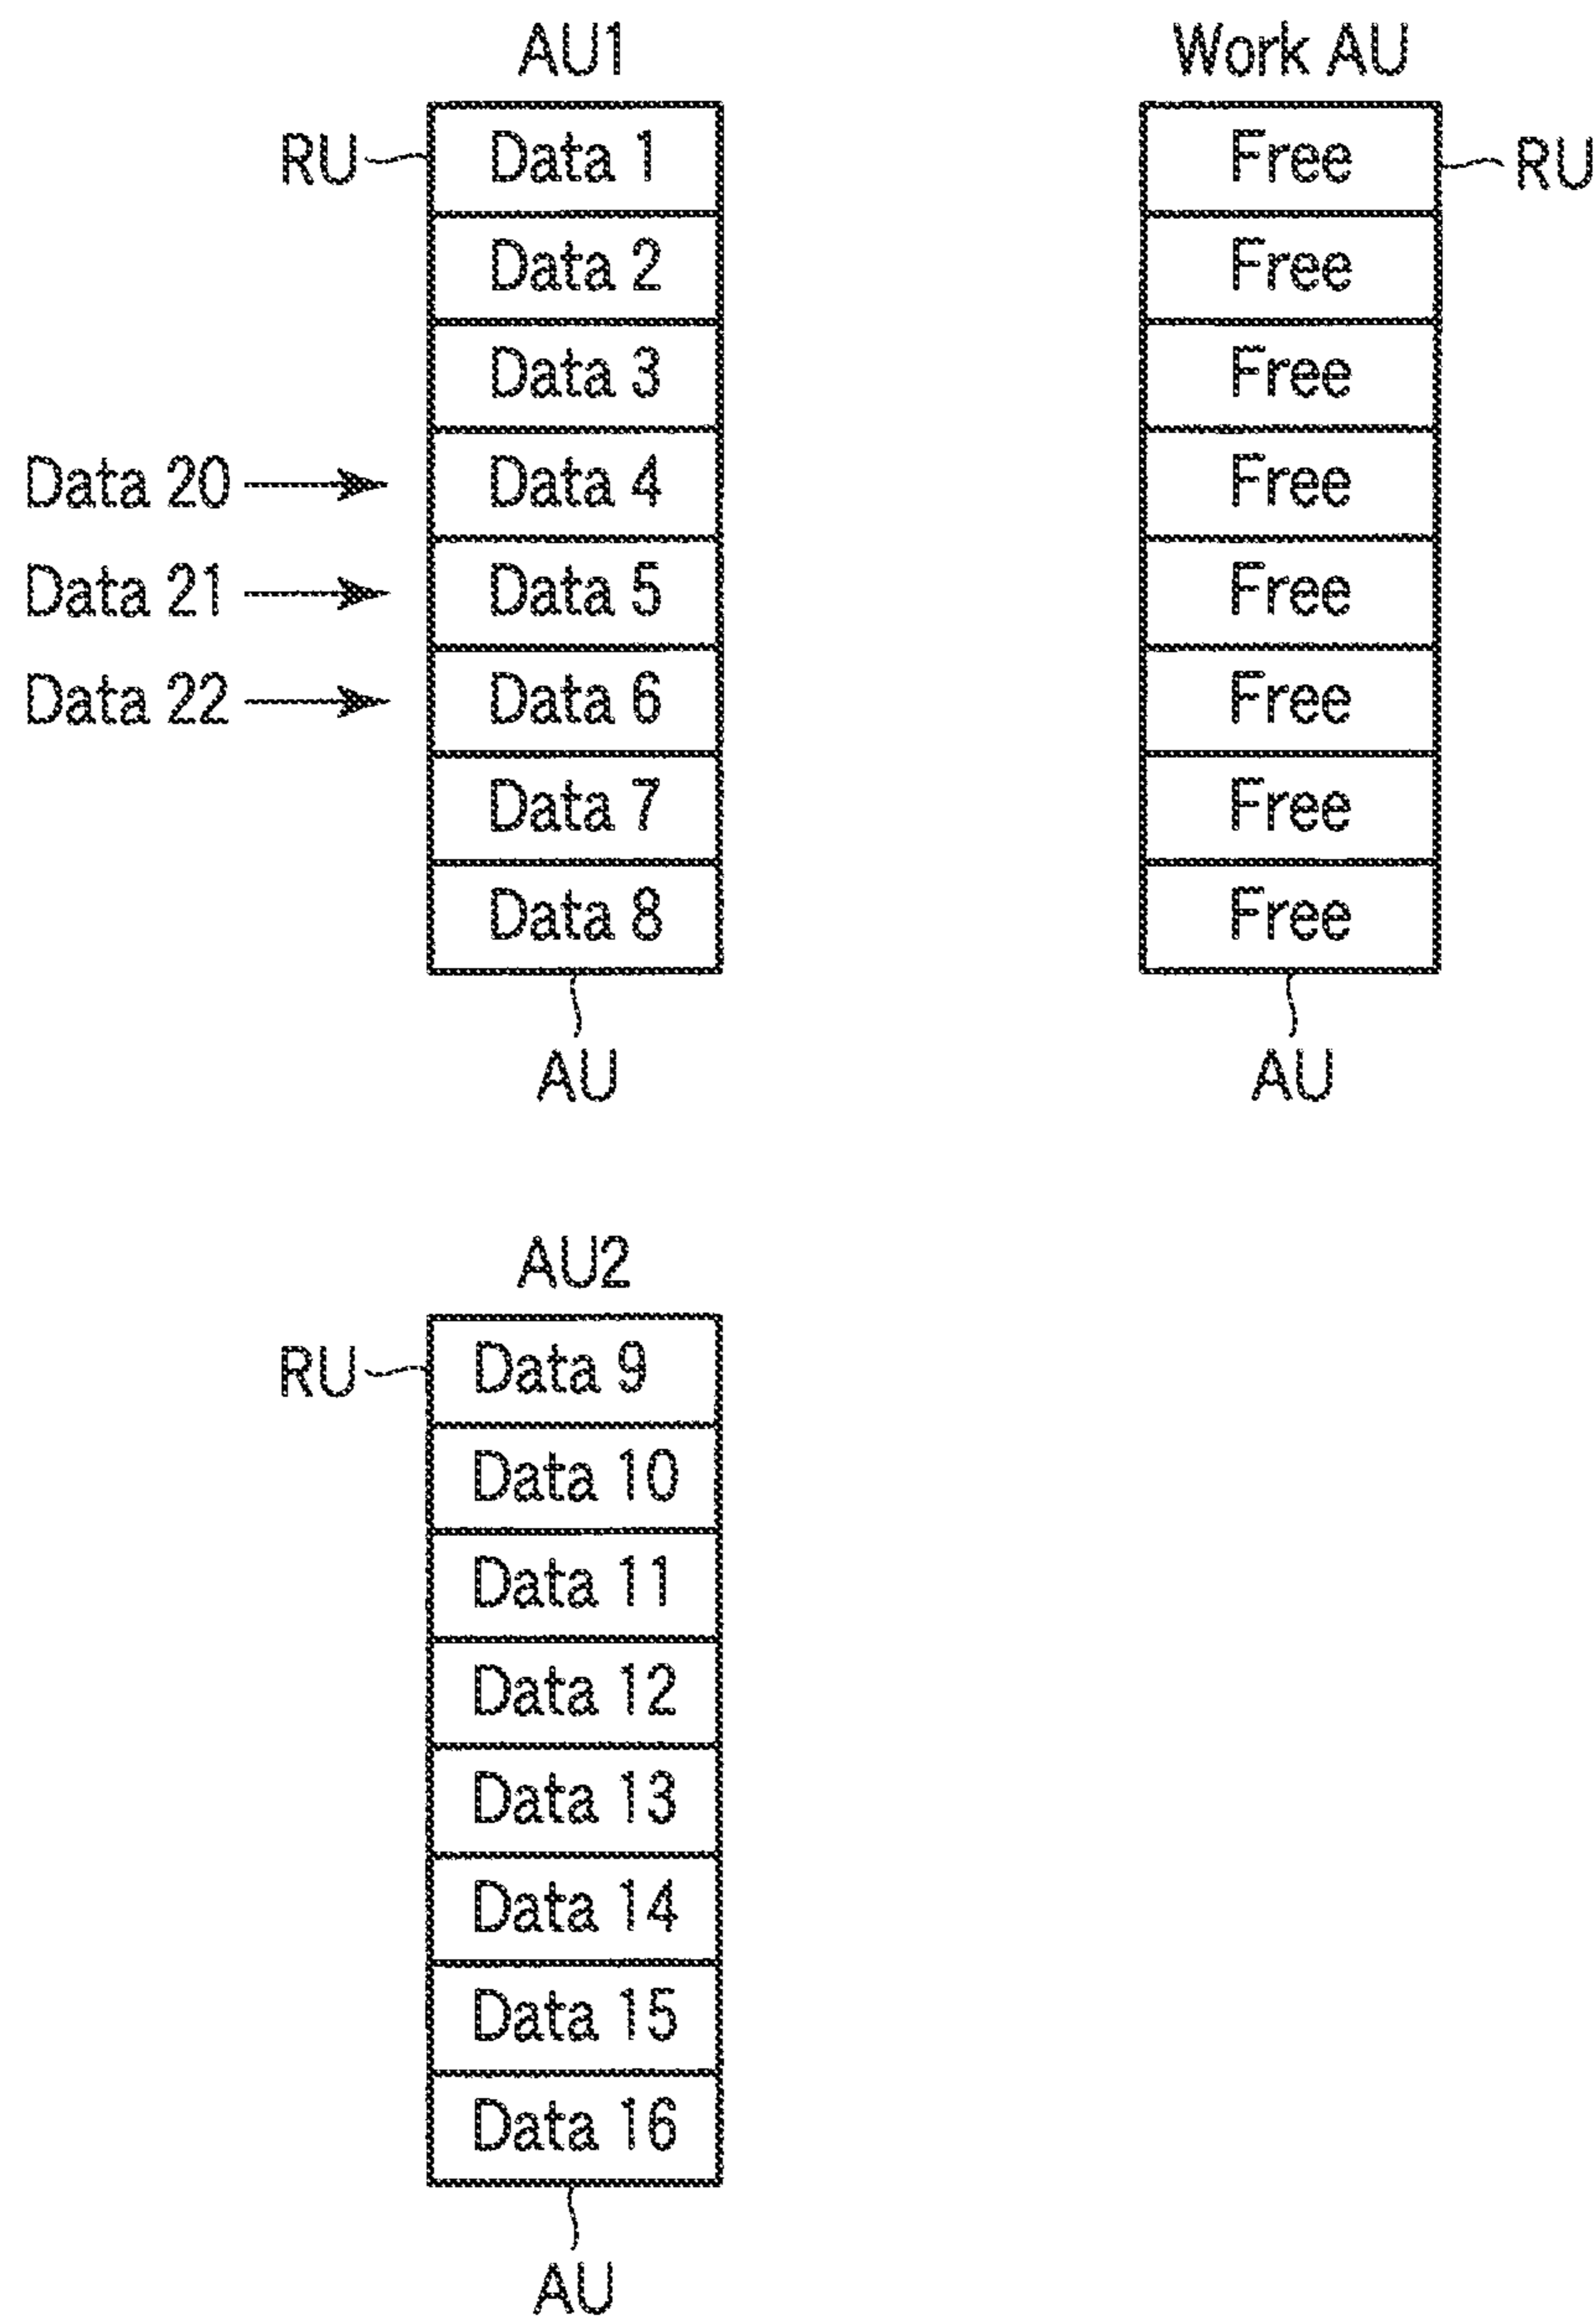 AU1
RU
Data 1
Data 2
Data 3
Data 20
Data 4
Data 21
Data 5
Data 22
Data 6
Data 7
Data 8
AU
Work AU
Free
RU
Free
Free
Free
Free
Free
Free
Free
AU
AU2
RU
Data 9
Data 10
Data 11
Data 12
Data 13
Data 14
Data 15
Data 16
AU